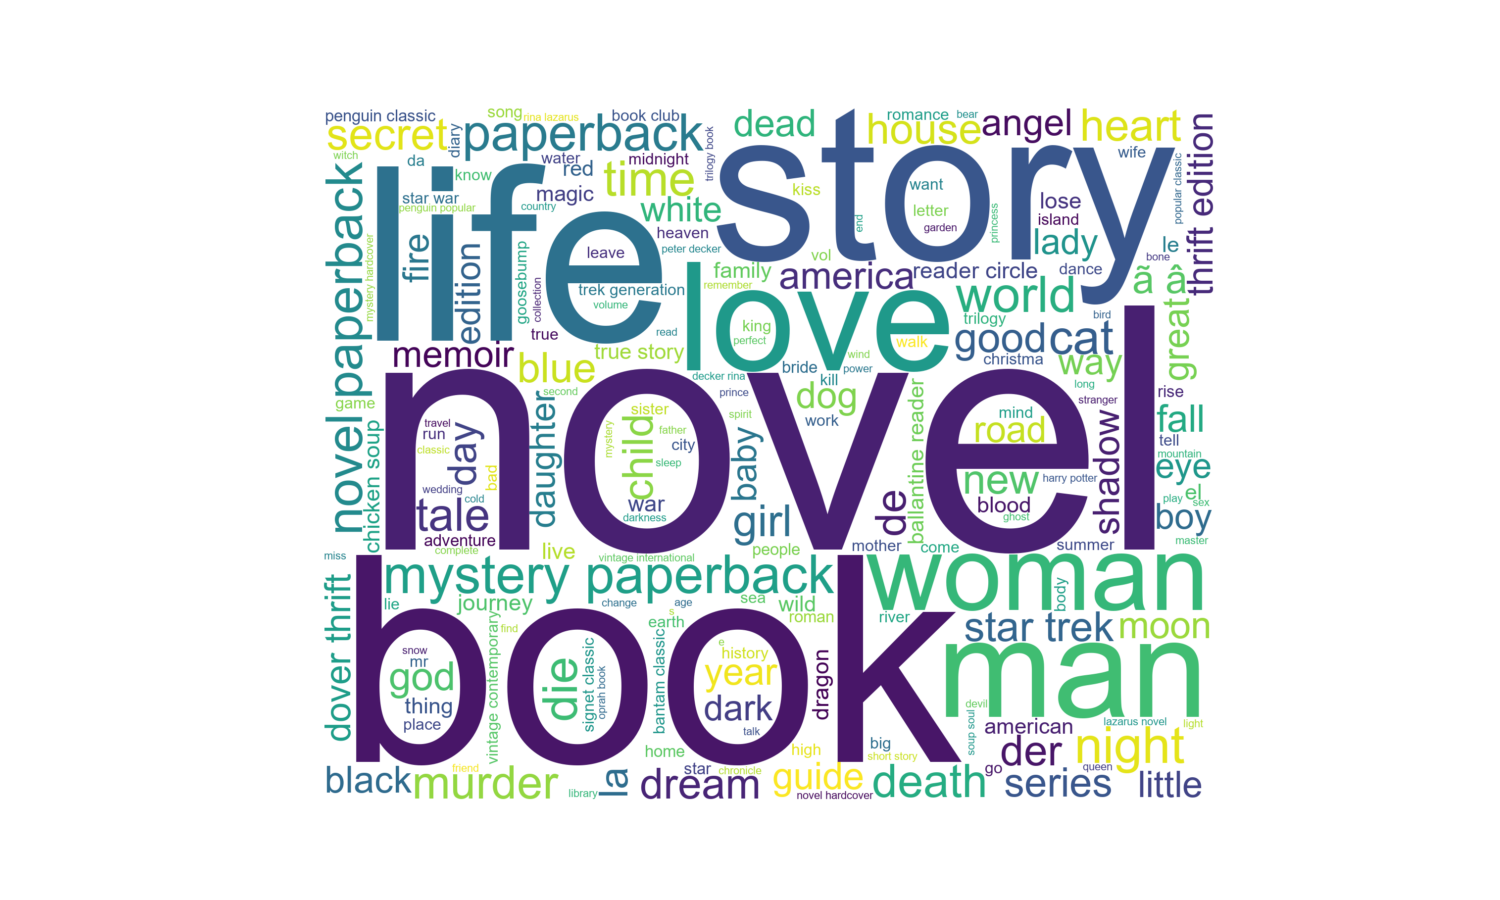 penguin classic
song
rina lazarus
book club
dead
romance
bear
house
angel
heart
secret
diary
paperback
trilogy book
story
wife
popular classic
thrift edition
witch
da
know
water
red
midnight
time
kiss
want
lose
star war
penguin popular
life
magic
country
white
letter
island
garden
princess
end
lady
le
bone
novel paperback
mystery hardcover
fire
edition
goosebump
collection
leave
heaven
peter decker
vol
family
america
reader circle
dance
world
ã à
trek generation
volume
true
read
remember
love
king
perfect
walk
trilogy
good
cat
bird
great
memoir
blue
true story
wind
power
bride
kill
christma
way
long
game
second
decker rina
prince
dog
work
ballantine reader
stranger
rise
novel
travel
run
classic
day
bad
daughter
sister
mystery
child
father
sleep
city
spirit
baby
mind
road
shadow
fall
tell
mountain
chicken soup
wedding
cold
tale
adventure
war
darkness
girl
de
new
blood
ghost
harry potter
eye
el
play
sex
boy
master
miss
complete
live
vintage international
people
mother
come
summer
mystery paperback
woman
body
dover thrift
lie
journey
change
age
s
sea
wild
roman
river
star trek
moon
vintage contemporary
find
earth
book
man
snow
mr
god
thing
place
die
signet classic
oprah book
bantam classic
e
history
year
dark
talk
dragon
devil
american
soup soul
lazarus novel
light
home
high
big
short story
der
night
black
friend
murder
library
la
star
chronicle
dream
guide
novel hardcover
death
go
series
queen
little